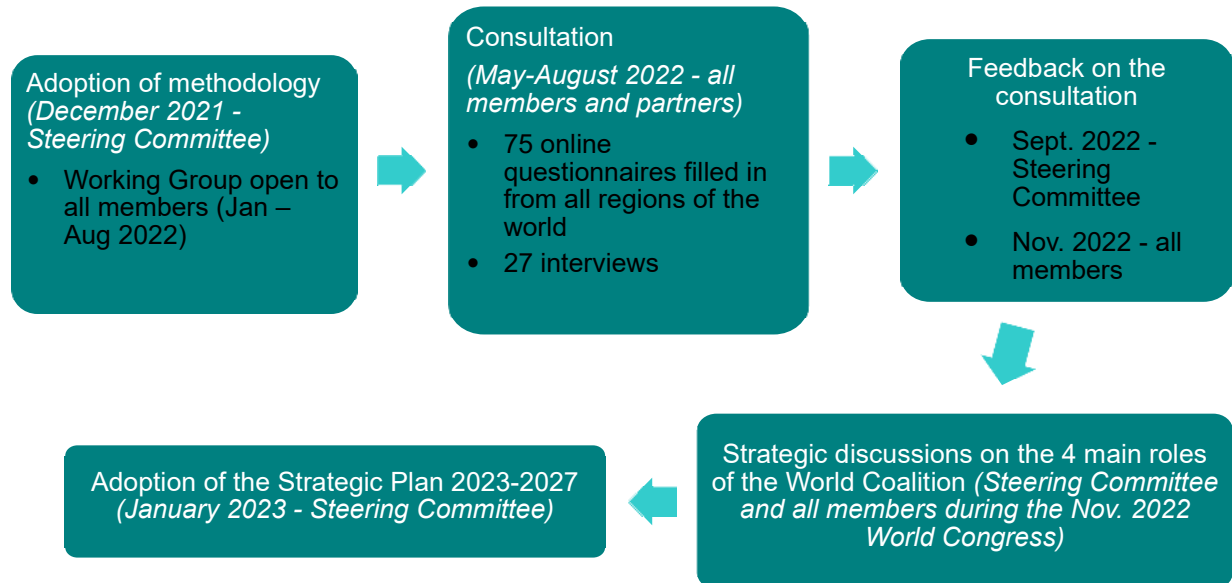 Adoption of methodology
(December 2021 -
Steering Committee)
• Working Group open to
all members (Jan –
Aug 2022)
Consultation
(May-August 2022 - all
members and partners)
• 75 online
questionnaires filled in
from all regions of the
world
• 27 interviews
Feedback on the
consultation
• Sept. 2022 -
Steering
Committee
• Nov. 2022 - all
members
Strategic discussions on the 4 main roles
of the World Coalition (Steering Committee
and all members during the Nov. 2022
World Congress)
Adoption of the Strategic Plan 2023-2027
(January 2023 - Steering Committee)